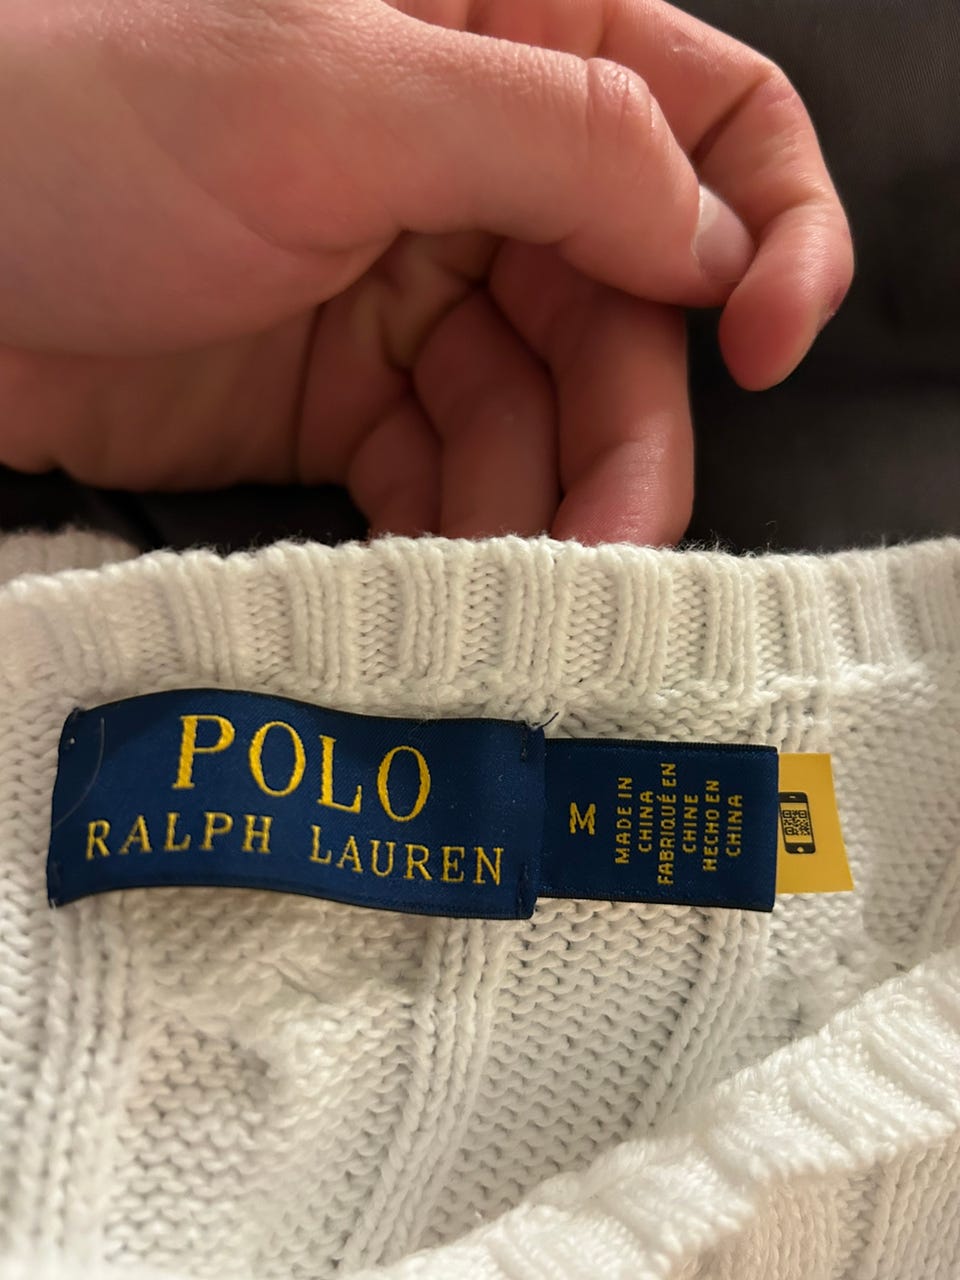 POLO
RALPH LAUREN
M
MADE IN
CHINA
FABRIQUÉ EN
CHINE
HECHO EN
CHINA